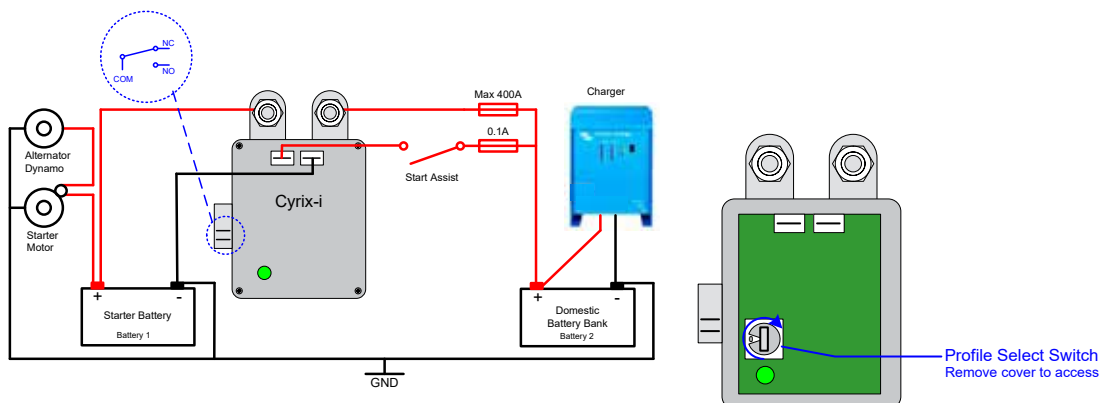 NC
COM
NO
Max 400A
Charger
0.1A
Alternator
Dynamo
Start Assist
Cyrix-i
Starter
Motor
+
-
Starter Battery
Battery 1
+
-
Domestic
Battery Bank
Battery 2
GND
Profile Select Switch
Remove cover to access